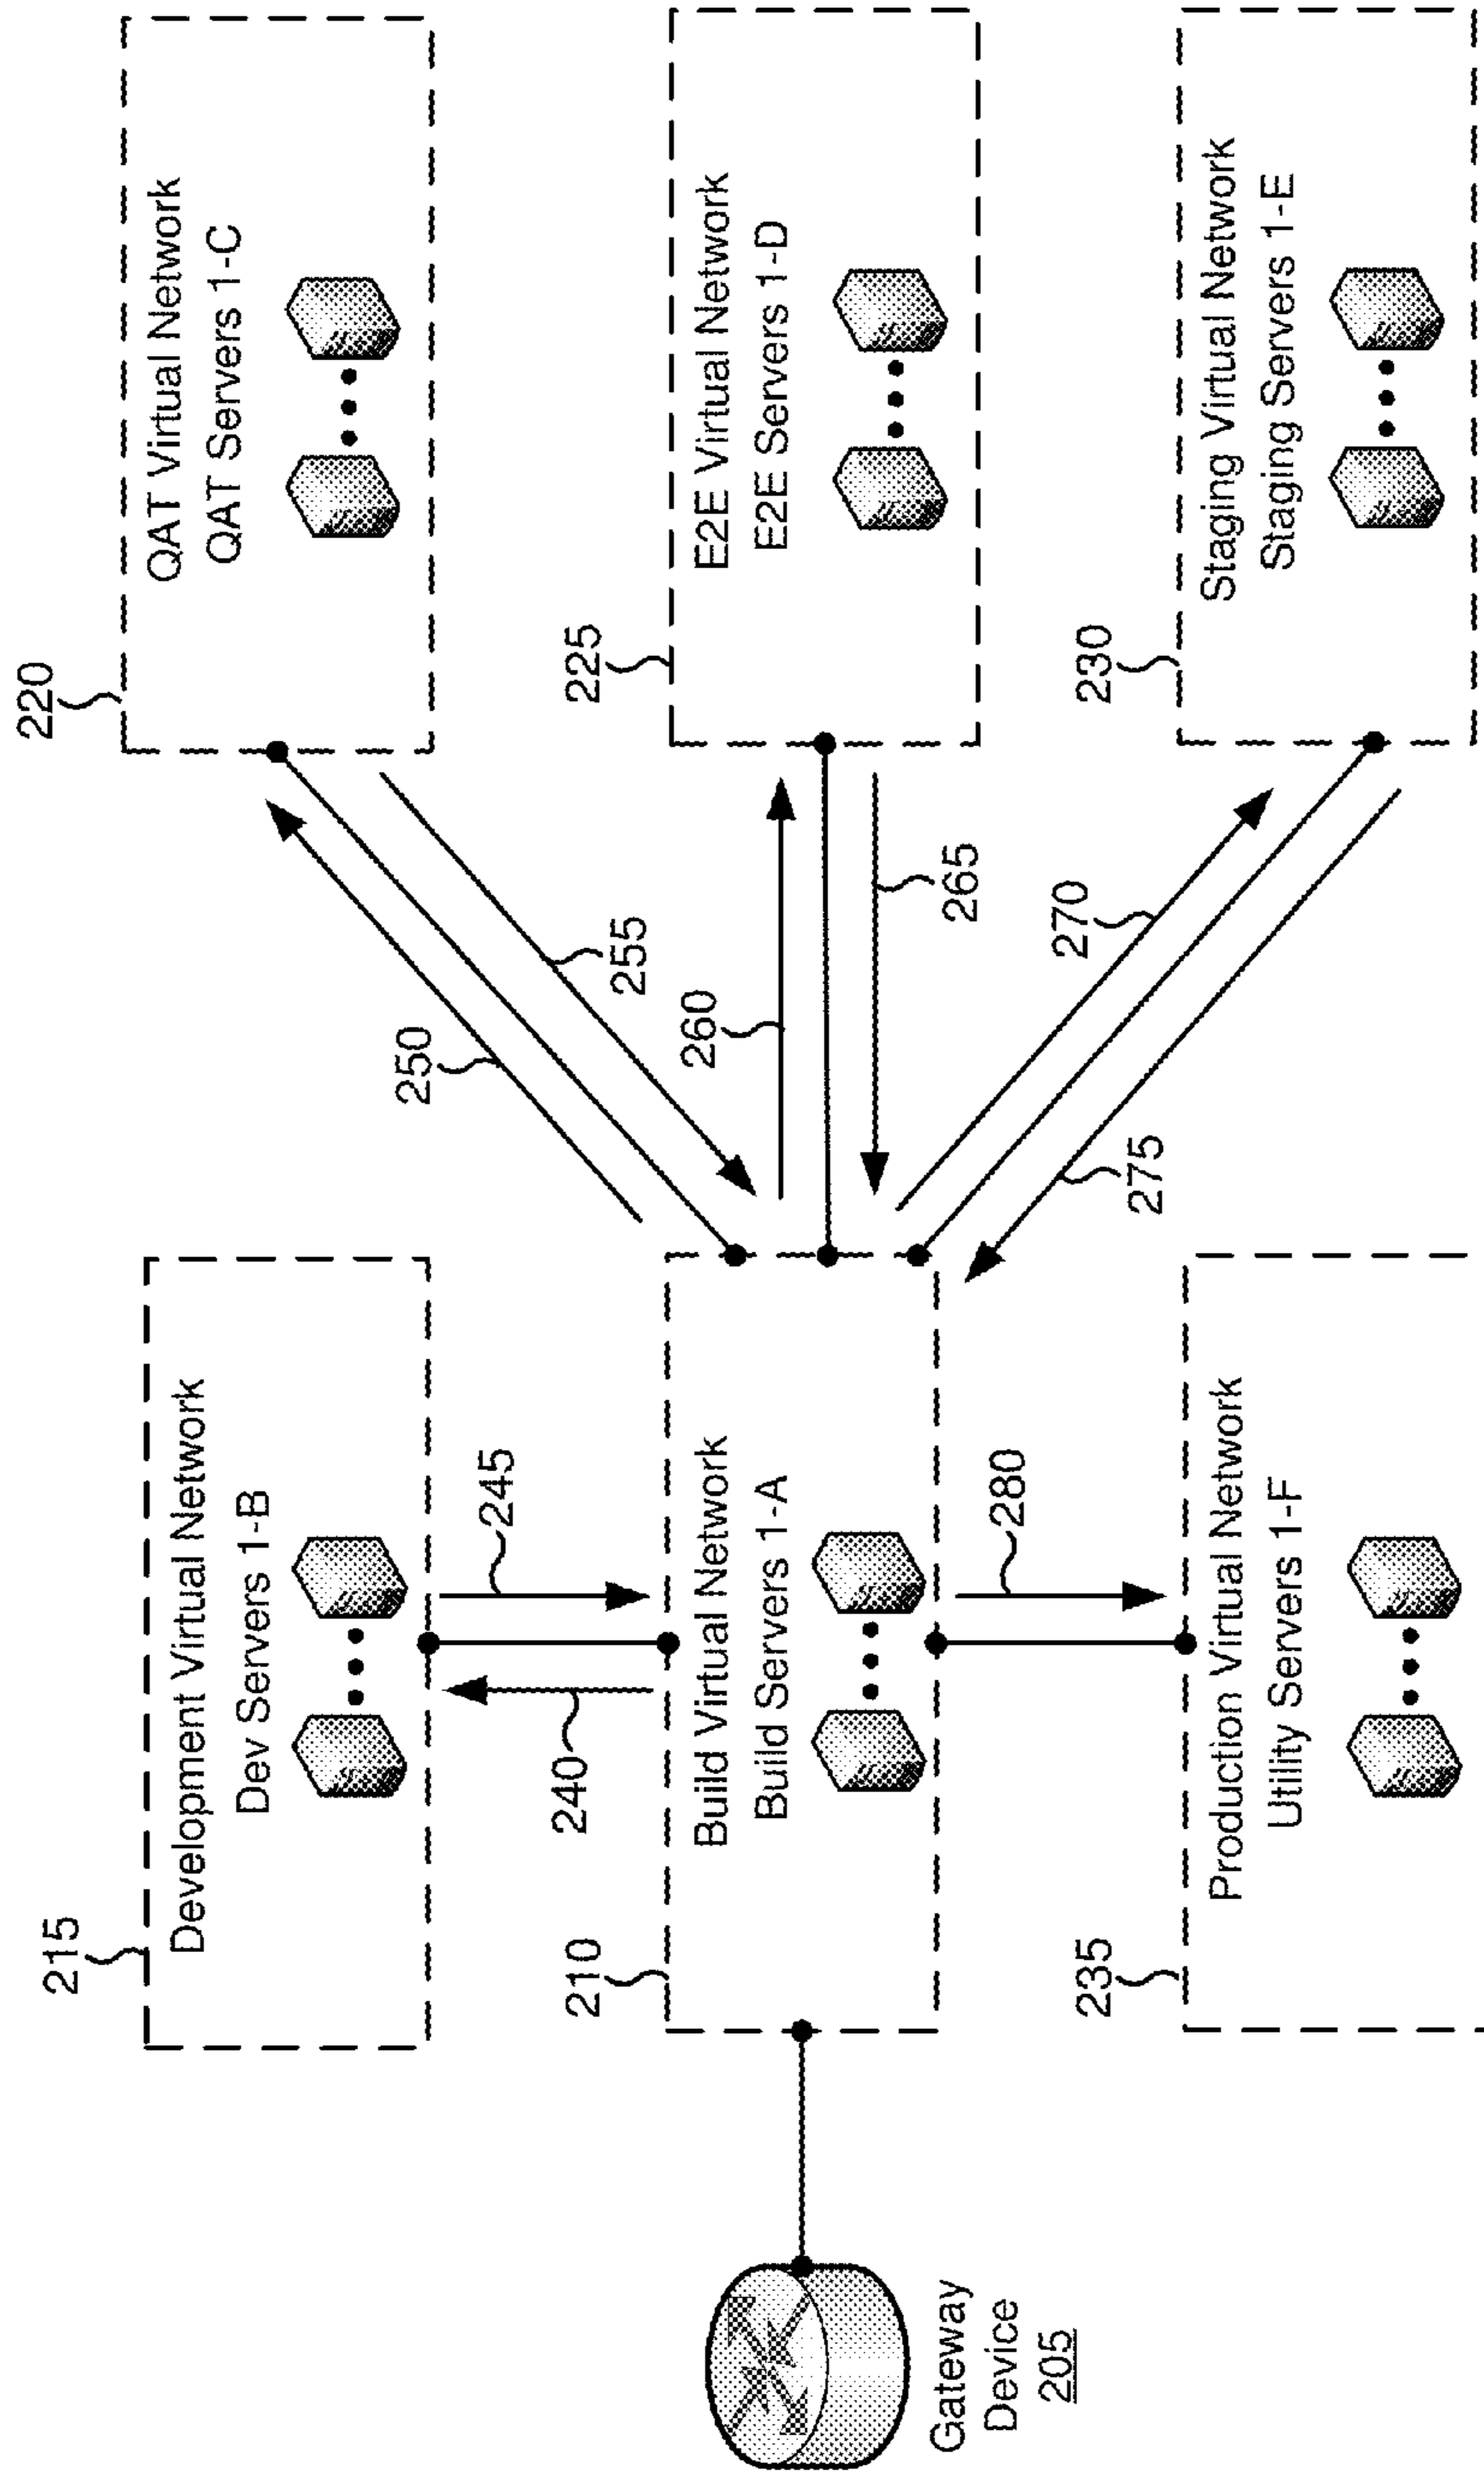 215
Development Virtual Network
Dev Servers 1-B
220
QAT Virtual Network
QAT Servers 1-C
240
245
250
255
Gateway
Device
205
210
Build Virtual Network
Build Servers 1-A
260
265
225
E2E Virtual Network
E2E Servers 1-D
280
270
275
235
Production Virtual Network
Utility Servers 1-F
230
Staging Virtual Network
Staging Servers 1-E